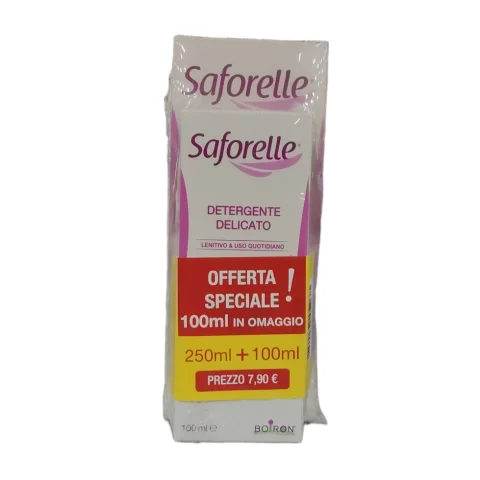 Saforelle
Saforelle®
DETERGENTE
DELICATO
LENITIVO & USO QUOTIDIANO
OFFERTA
SPECIALE!
100ml IN OMAGGIO
250ml + 100ml
PREZZO 7,90 €
100 ml ℮
BOIRON